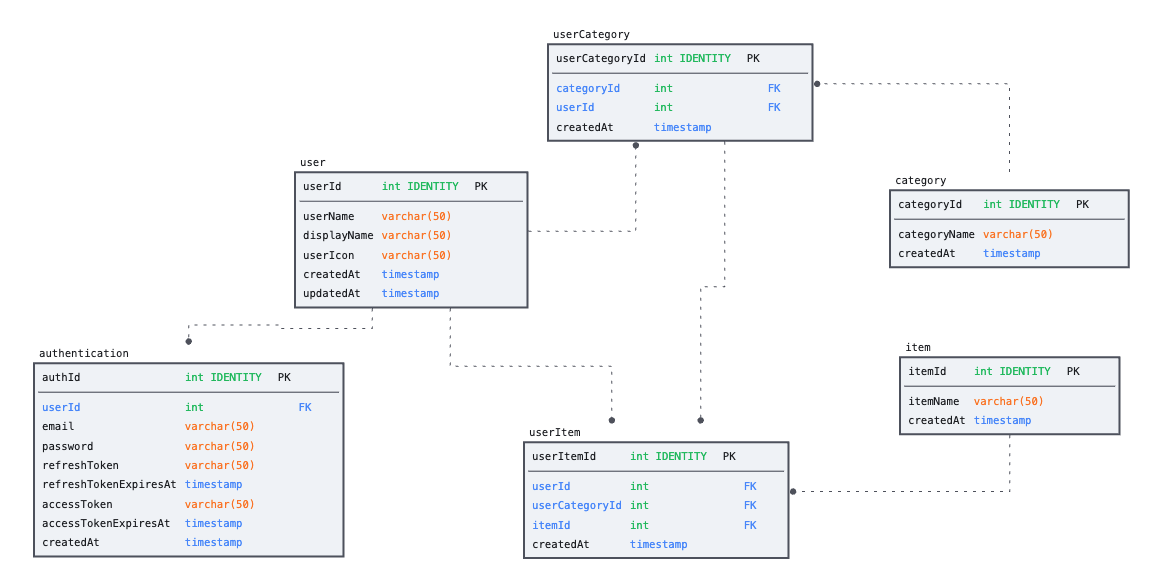 userCategory
userCategoryId int IDENTITY PK
categoryId int FK
userId int FK
createdAt timestamp
user
userId int IDENTITY PK
userName varchar(50)
displayName varchar(50)
userIcon varchar(50)
createdAt timestamp
updatedAt timestamp
category
categoryId int IDENTITY PK
categoryName varchar(50)
createdAt timestamp
authentication
authId int IDENTITY PK
userId int FK
email varchar(50)
password varchar(50)
refreshToken varchar(50)
refreshTokenExpiresAt timestamp
accessToken varchar(50)
accessTokenExpiresAt timestamp
createdAt timestamp
item
itemId int IDENTITY PK
itemName varchar(50)
createdAt timestamp
userItem
userItemId int IDENTITY PK
userId int FK
userCategoryId int FK
itemId int FK
createdAt timestamp